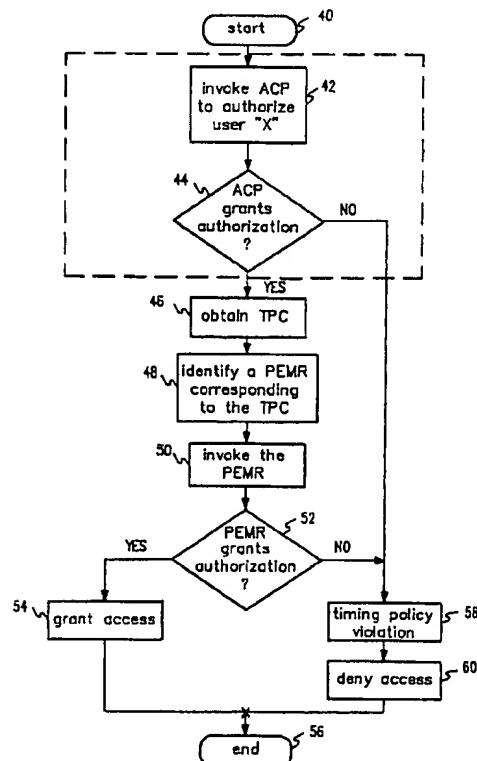 start
40
invoke ACP
to authorize
user "X"
42
44
ACP
grants
authorization
?
NO
YES
46
obtain TPC
48
identify a PEMR
corresponding
to the TPC
50
invoke the
PEMR
52
PEMR
grants
authorization
?
YES
NO
54
grant access
timing policy
violation
58
deny access
60
end
56